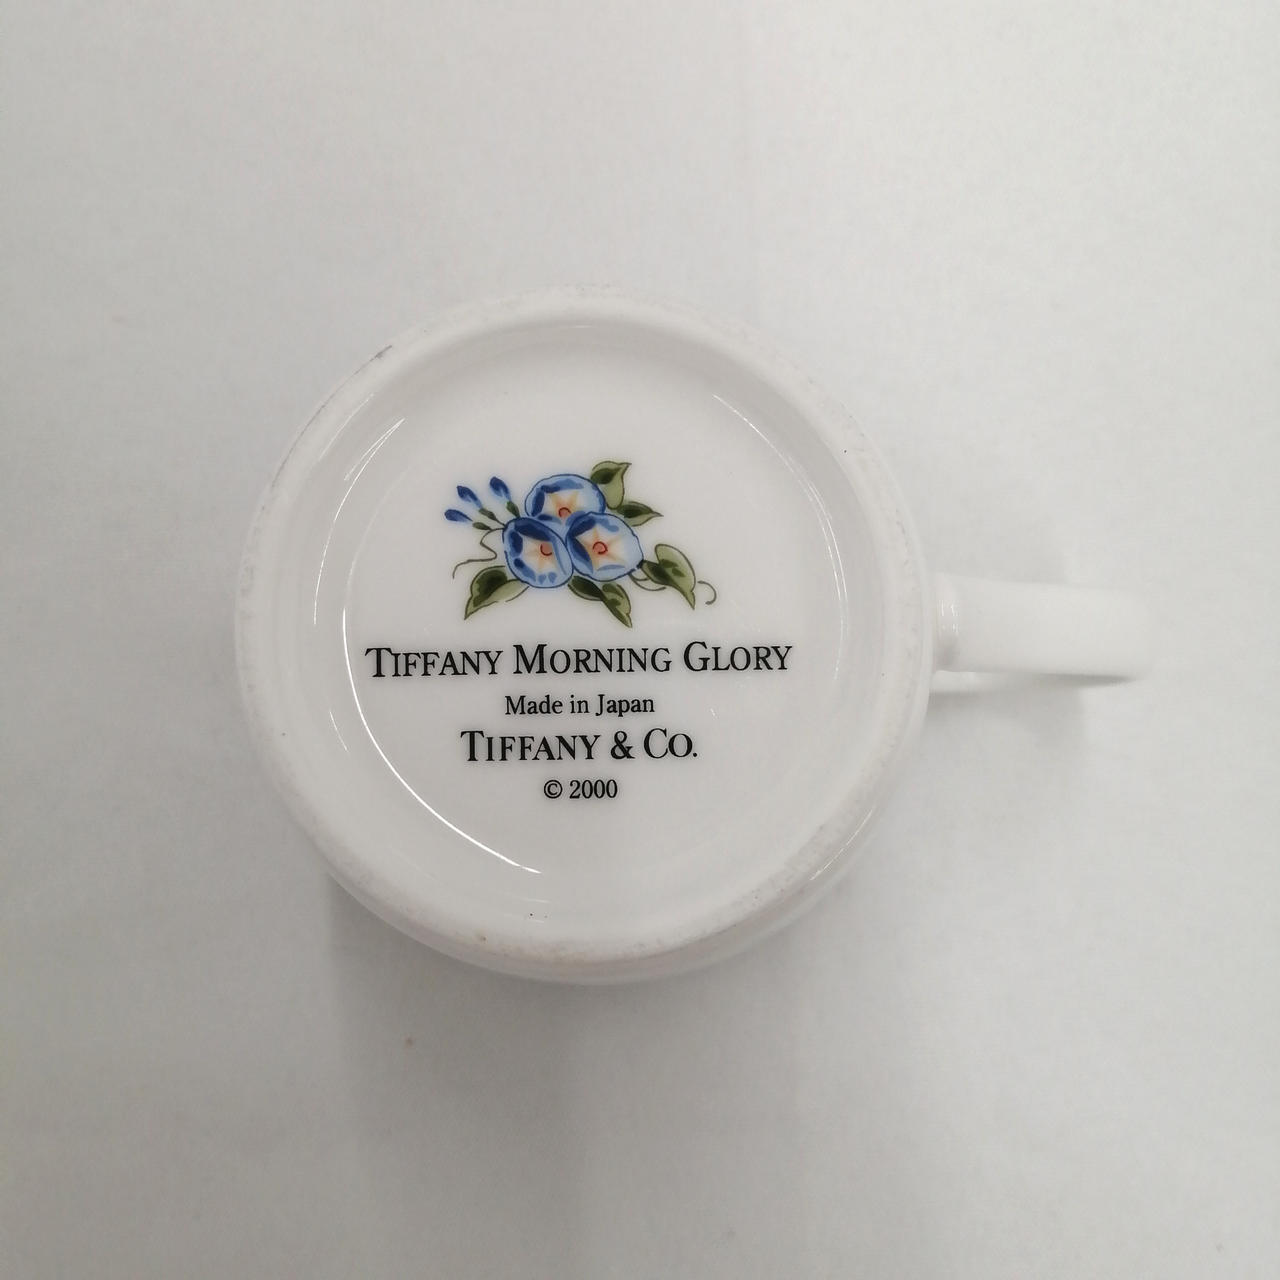 TIFFANY MORNING GLORY
Made in Japan
TIFFANY & CO.
© 2000